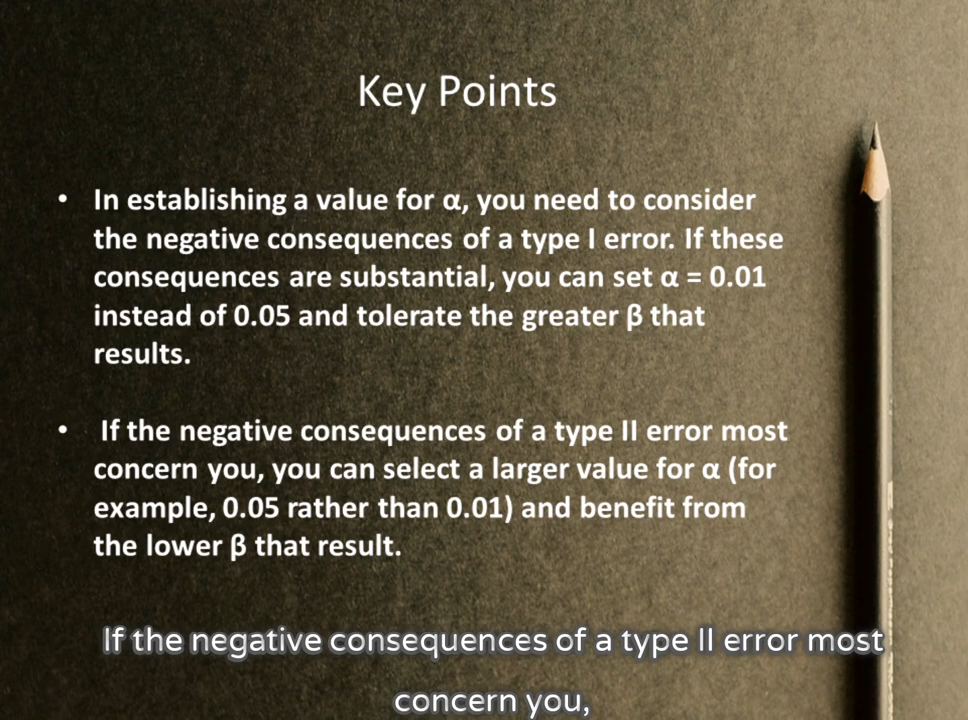 Key Points
• In establishing a value for α, you need to consider
the negative consequences of a type I error. If these
consequences are substantial, you can set α = 0.01
instead of 0.05 and tolerate the greater β that
results.
• If the negative consequences of a type II error most
concern you, you can select a larger value for α (for
example, 0.05 rather than 0.01) and benefit from
the lower β that result.
If the negative consequences of a type II error most
concern you,